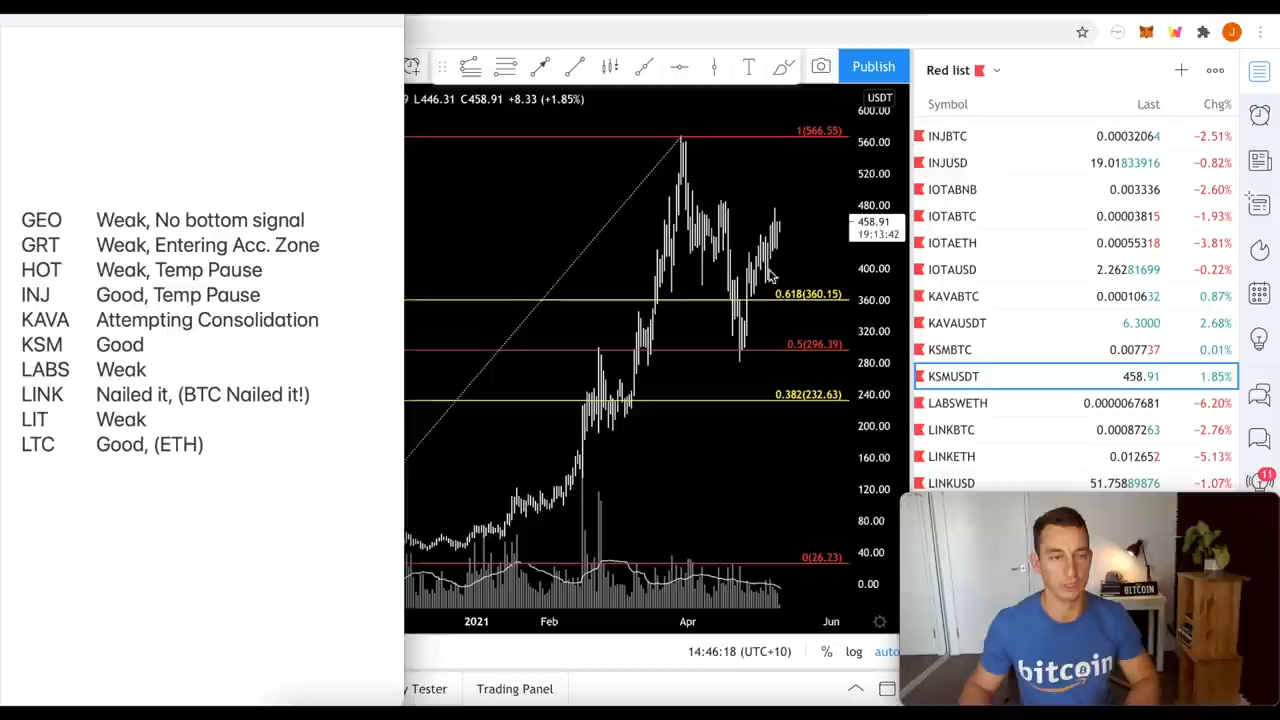 GEO Weak, No bottom signal
GRT Weak, Entering Acc. Zone
HOT Weak, Temp Pause
INJ Good, Temp Pause
KAVA Attempting Consolidation
KSM Good
LABS Weak
LINK Nailed it, (BTC Nailed it!)
LIT Weak
LTC Good, (ETH)
Publish
9 L446.31 C458.91 +8.33 (+1.85%)
USDT
600.00
560.00
520.00
480.00
458.91
19:13:42
400.00
360.00
320.00
280.00
240.00
200.00
160.00
120.00
80.00
40.00
0.00
1(566.55)
0.618(360.15)
0.5(296.39)
0.382(232.63)
0(26.23)
2021 Feb Apr Jun
14:46:18 (UTC+10) % log auto
y Tester Trading Panel
Red list
Symbol Last Chg%
INJBTC 0.00032064 −2.51%
INJUSD 19.01833916 −0.82%
IOTABNB 0.003336 −2.60%
IOTABTC 0.00003815 −1.93%
IOTAETH 0.00055318 −3.81%
IOTAUSD 2.26281699 −0.22%
KAVABTC 0.00010632 0.87%
KAVAUSDT 6.3000 2.68%
KSMBTC 0.007737 0.01%
KSMUSDT 458.91 1.85%
LABSWETH 0.0000067681 −6.20%
LINKBTC 0.00087263 −2.76%
LINKETH 0.012652 −5.13%
LINKUSD 51.75889876 −1.07%
J
11
BITCOIN
bitcoin